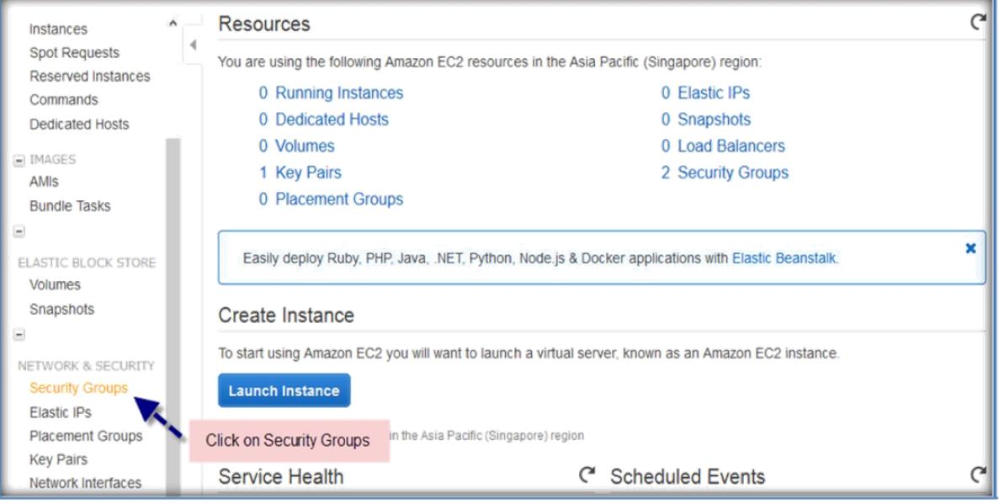 Instances
Spot Requests
Reserved Instances
Commands
Dedicated Hosts
IMAGES
AMIs
Bundle Tasks
ELASTIC BLOCK STORE
Volumes
Snapshots
NETWORK & SECURITY
Security Groups
Elastic IPs
Placement Groups
Key Pairs
Network Interfaces
Resources
You are using the following Amazon EC2 resources in the Asia Pacific (Singapore) region:
0 Running Instances
0 Dedicated Hosts
0 Volumes
1 Key Pairs
0 Placement Groups
0 Elastic IPs
0 Snapshots
0 Load Balancers
2 Security Groups
Easily deploy Ruby, PHP, Java, .NET, Python, Node.js & Docker applications with Elastic Beanstalk.
Create Instance
To start using Amazon EC2 you will want to launch a virtual server, known as an Amazon EC2 instance.
Launch Instance
Click on Security Groups
in the Asia Pacific (Singapore) region
Service Health
Scheduled Events